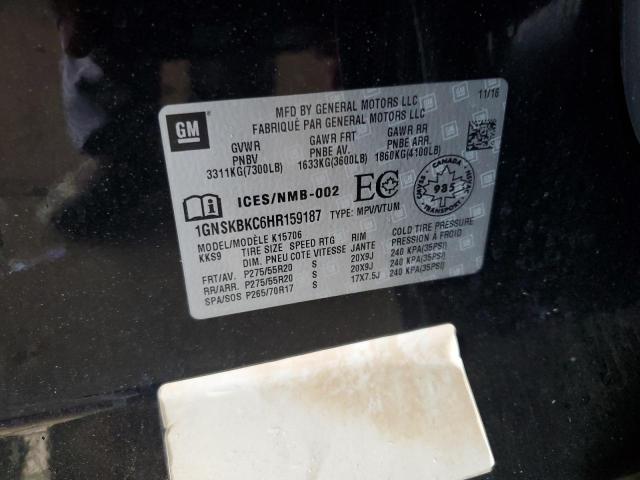 GM
MFD BY GENERAL MOTORS LLC
FABRIQUÉ PAR GENERAL MOTORS LLC
11/16
GVWR GAWR FRT GAWR RR
PNBV PNBE AV. PNBE ARR.
3311KG(7300LB) 1633KG(3600LB) 1860KG(4100LB)
ICES/NMB-002 EC
CANADA
985
TRANSPORT
1GNSKBKC6HR159187 TYPE: MPV/VTUM
MODEL/MODÈLE K15706
KKS9 TIRE SIZE SPEED RTG RIM COLD TIRE PRESSURE
DIM. PNEU COTE VITESSE JANTE PRESSION À FROID
FRT/AV. P275/55R20 S 20X9J 240 KPA(35PSI)
RR/ARR. P275/55R20 S 20X9J 240 KPA(35PSI)
SPA/SOS P265/70R17 S 17X7.5J 240 KPA(35PSI)